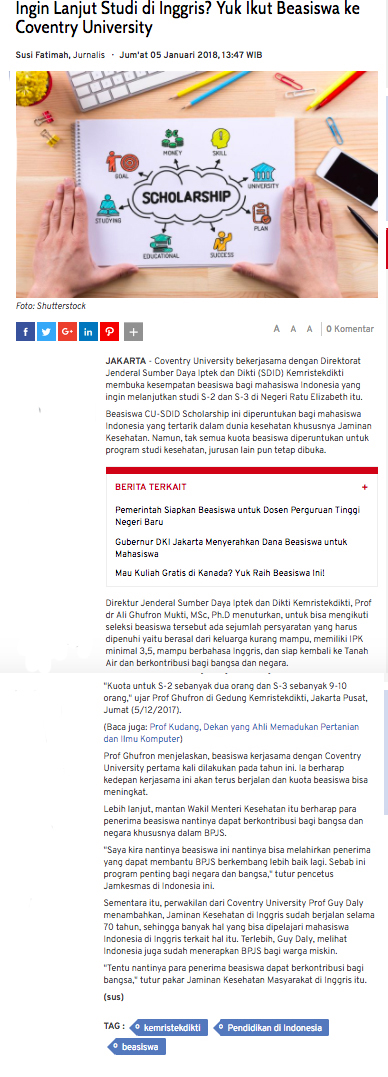 Ingin Lanjut Studi di Inggris? Yuk Ikut Beasiswa ke
Coventry University
Susi Fatimah, Jurnalis · Jum'at 05 Januari 2018, 13:47 WIB
MONEY
SKILL
GOAL
UNIVERSITY
SCHOLARSHIP
STUDYING
PLAN
EDUCATIONAL
SUCCESS
Foto: Shutterstock
f
G+
in
+
A A A | 0 Komentar
JAKARTA - Coventry University bekerjasama dengan Direktorat
Jenderal Sumber Daya Iptek dan Dikti (SDID) Kemristekdikti
membuka kesempatan beasiswa bagi mahasiswa Indonesia yang
ingin melanjutkan studi S-2 dan S-3 di Negeri Ratu Elizabeth itu.
Beasiswa CU-SDID Scholarship ini diperuntukan bagi mahasiswa
Indonesia yang tertarik dalam dunia kesehatan khususnya Jaminan
Kesehatan. Namun, tak semua kuota beasiswa diperuntukan untuk
program studi kesehatan, jurusan lain pun tetap dibuka.
BERITA TERKAIT +
Pemerintah Siapkan Beasiswa untuk Dosen Perguruan Tinggi
Negeri Baru
Gubernur DKI Jakarta Menyerahkan Dana Beasiswa untuk
Mahasiswa
Mau Kuliah Gratis di Kanada? Yuk Raih Beasiswa Ini!
Direktur Jenderal Sumber Daya Iptek dan Dikti Kemristekdikti, Prof
dr Ali Ghufron Mukti, MSc, Ph.D menuturkan, untuk bisa mengikuti
seleksi beasiswa tersebut ada sejumlah persyaratan yang harus
dipenuhi yaitu berasal dari keluarga kurang mampu, memiliki IPK
minimal 3,5, mampu berbahasa Inggris, dan siap kembali ke Tanah
Air dan berkontribusi bagi bangsa dan negara.
"Kuota untuk S-2 sebanyak dua orang dan S-3 sebanyak 9-10
orang," ujar Prof Ghufron di Gedung Kemristekdikti, Jakarta Pusat,
Jumat (5/12/2017).
(Baca juga: Prof Kudang, Dekan yang Ahli Memadukan Pertanian
dan Ilmu Komputer)
Prof Ghufron menjelaskan, beasiswa kerjasama dengan Coventry
University pertama kali dilakukan pada tahun ini. Ia berharap
kedepan kerjasama ini akan terus berjalan dan kuota beasiswa bisa
meningkat.
Lebih lanjut, mantan Wakil Menteri Kesehatan itu berharap para
penerima beasiswa nantinya dapat berkontribusi bagi bangsa dan
negara khususnya dalam BPJS.
"Saya kira nantinya beasiswa ini nantinya bisa melahirkan penerima
yang dapat membantu BPJS berkembang lebih baik lagi. Sebab ini
program penting bagi negara dan bangsa," tutur pencetus
Jamkesmas di Indonesia ini.
Sementara itu, perwakilan dari Coventry University Prof Guy Daly
menambahkan, Jaminan Kesehatan di Inggris sudah berjalan selama
70 tahun, sehingga banyak hal yang bisa dipelajari mahasiswa
Indonesia di Inggris terkait hal itu. Terlebih, Guy Daly, melihat
Indonesia juga sudah menerapkan BPJS bagi warga miskin.
"Tentu nantinya para penerima beasiswa dapat berkontribusi bagi
bangsa," tutur pakar Jaminan Kesehatan Masyarakat di Inggris itu.
(sus)
TAG : kemristekdikti Pendidikan di Indonesia
beasiswa